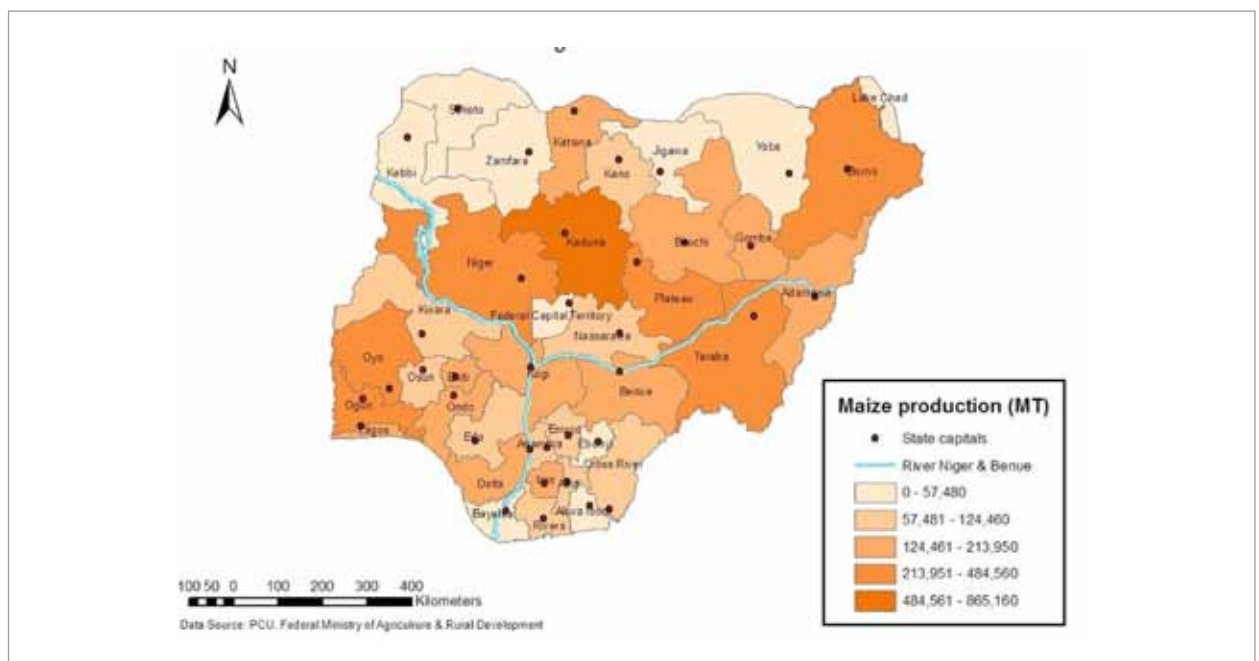 N
Lake Chad
Sokoto
Katsina
Yobe
Jigawa
Zamfara
Borno
Kebbi
Kano
Kaduna
Bauchi
Gombe
Niger
Plateau
Adamawa
Kwara
Federal Capital Territory
Nassarawa
Taraba
Oyo
Osun
Ekiti
Kogi
Benue
Ogun
Ondo
Lagos
Edo
Enugu
Anambra
Ebonyi
Cross River
Delta
Imo
Abia
Bayelsa
Rivers
Akwa Ibom
Maize production (MT)
State capitals
River Niger & Benue
0 - 57,480
57,481 - 124,460
124,461 - 213,950
213,951 - 484,560
484,561 - 865,160
100 50 0 100 200 300 400
Kilometers
Data Source: PCU, Federal Ministry of Agriculture & Rural Development